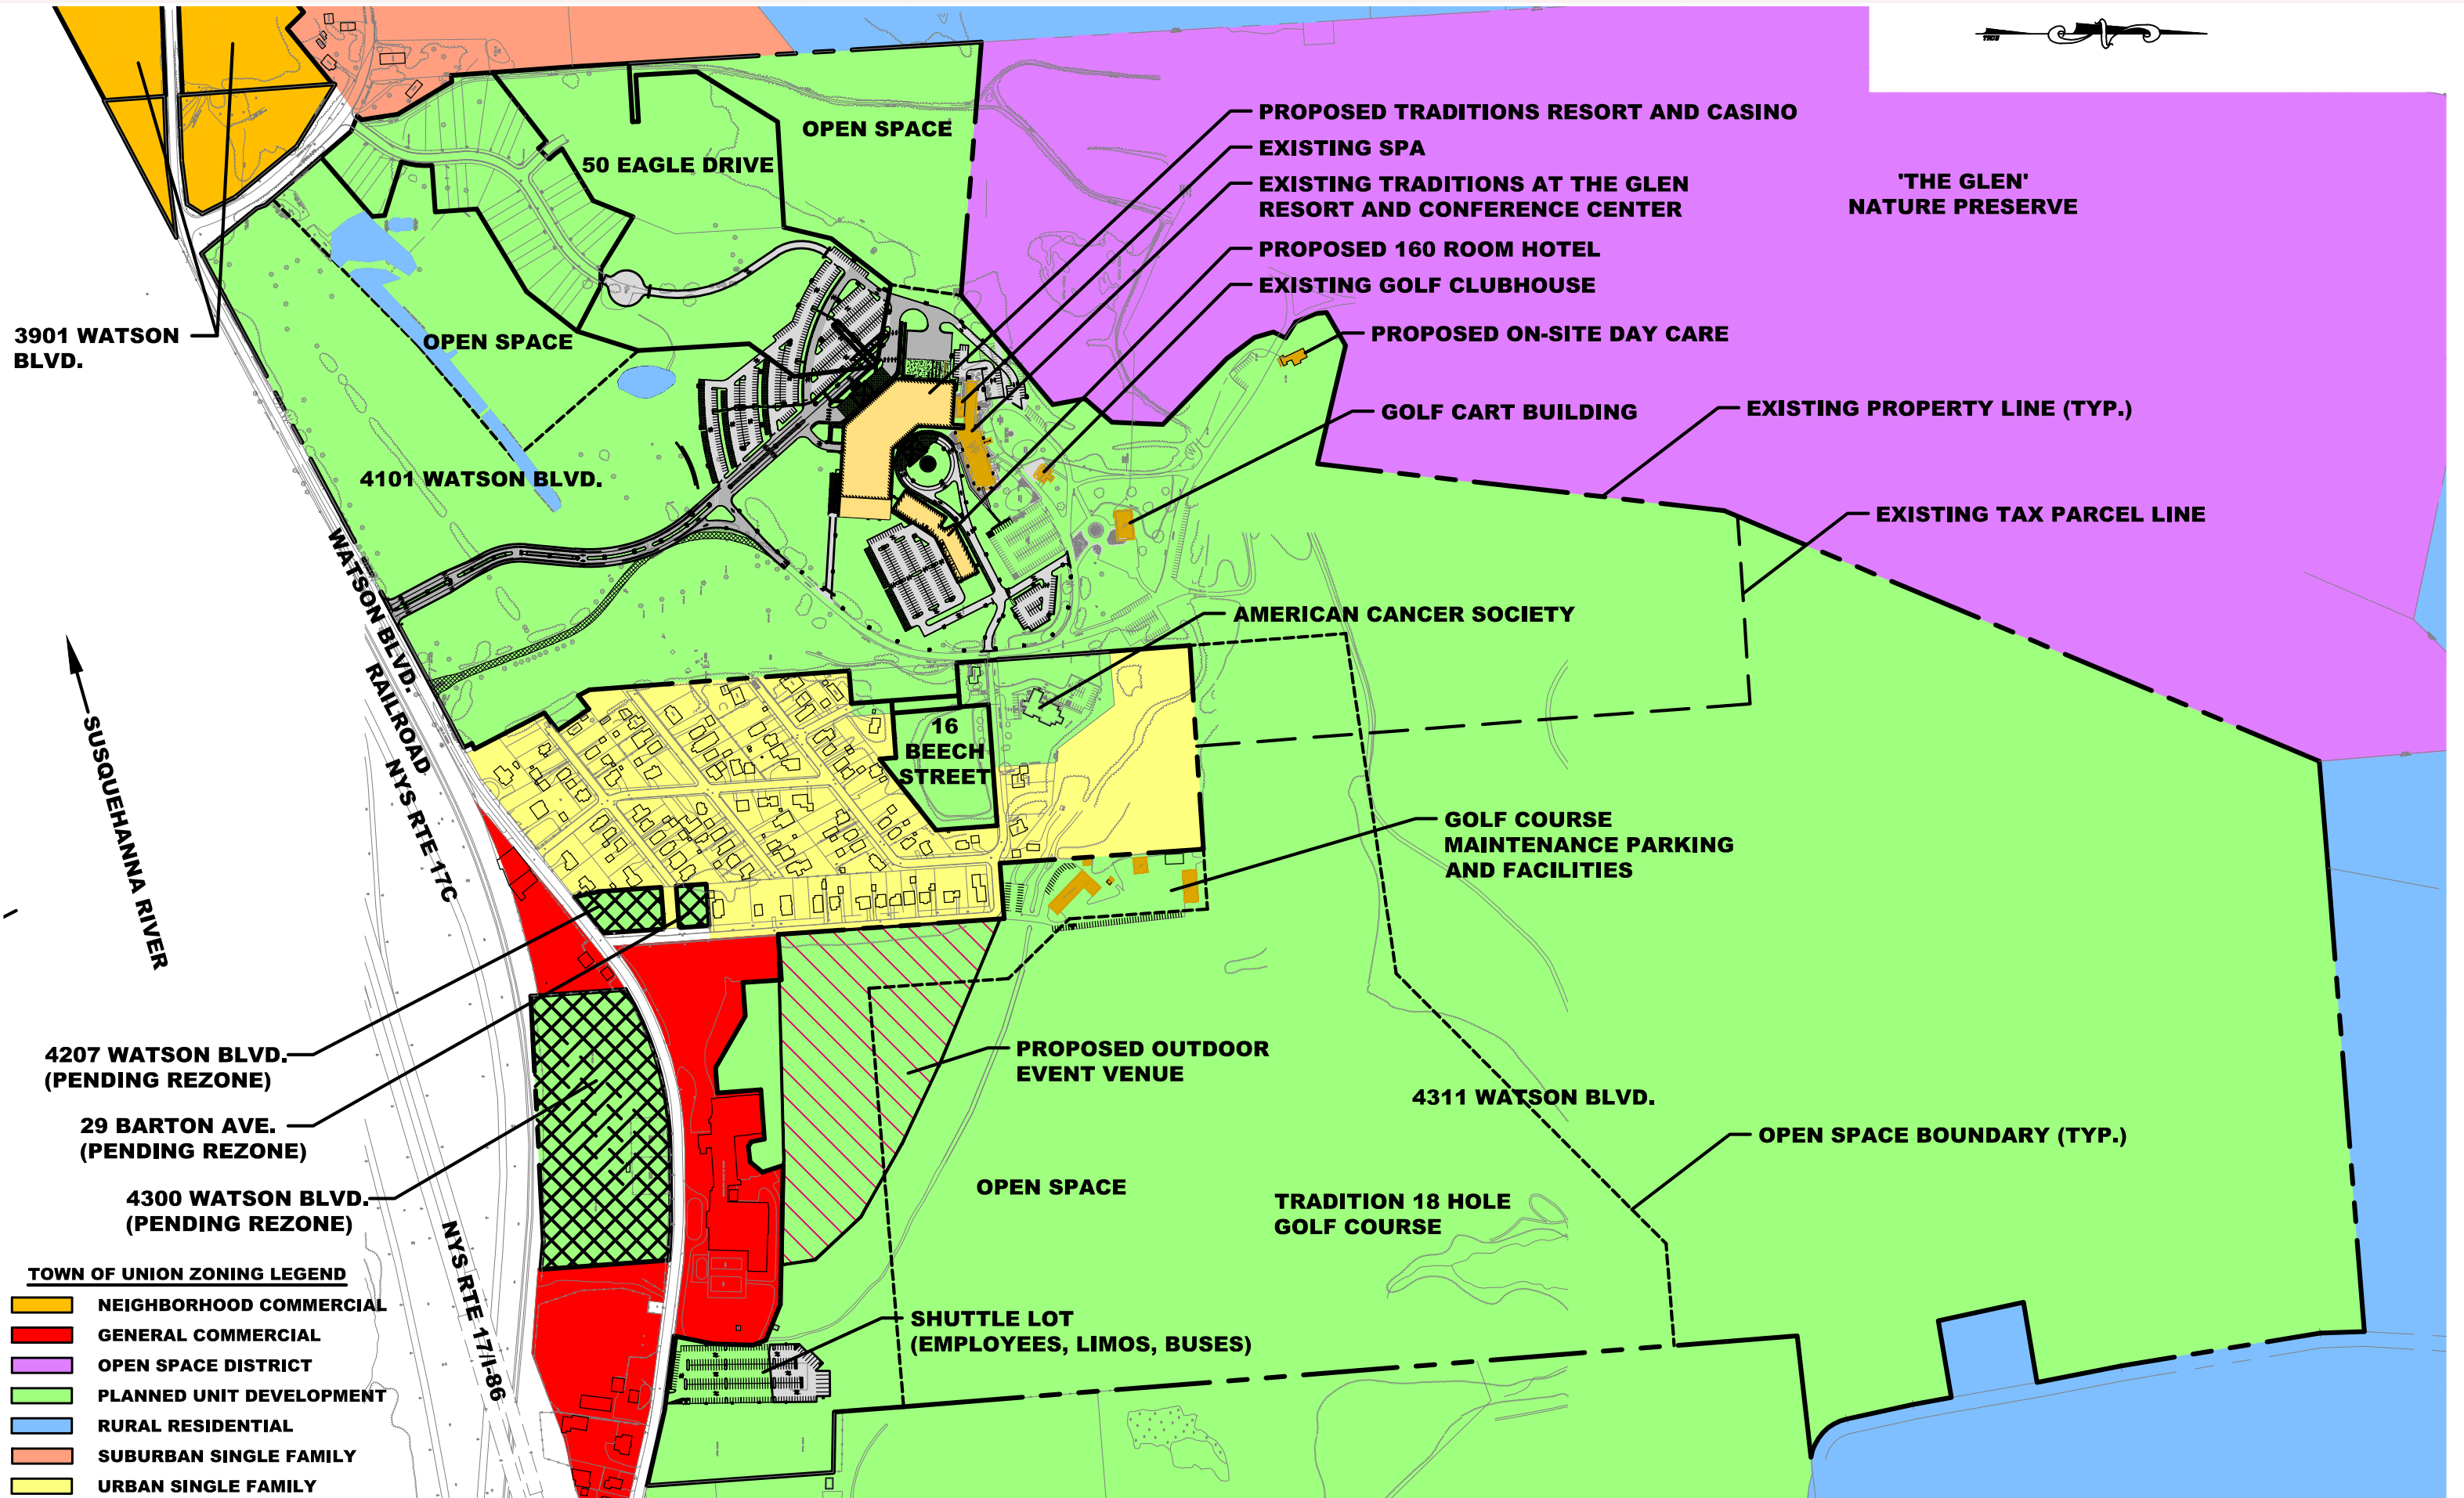 TRUE
PROPOSED TRADITIONS RESORT AND CASINO
EXISTING SPA
EXISTING TRADITIONS AT THE GLEN
RESORT AND CONFERENCE CENTER
PROPOSED 160 ROOM HOTEL
EXISTING GOLF CLUBHOUSE
PROPOSED ON-SITE DAY CARE
GOLF CART BUILDING
EXISTING PROPERTY LINE (TYP.)
EXISTING TAX PARCEL LINE
'THE GLEN'
NATURE PRESERVE
OPEN SPACE
50 EAGLE DRIVE
3901 WATSON
BLVD.
OPEN SPACE
4101 WATSON BLVD.
WATSON BLVD.
RAILROAD
NYS RTE 17C
SUSQUEHANNA RIVER
AMERICAN CANCER SOCIETY
16
BEECH
STREET
GOLF COURSE
MAINTENANCE PARKING
AND FACILITIES
4207 WATSON BLVD.
(PENDING REZONE)
29 BARTON AVE.
(PENDING REZONE)
4300 WATSON BLVD.
(PENDING REZONE)
PROPOSED OUTDOOR
EVENT VENUE
4311 WATSON BLVD.
OPEN SPACE BOUNDARY (TYP.)
OPEN SPACE
TRADITION 18 HOLE
GOLF COURSE
NYS RTE 17/I-86
SHUTTLE LOT
(EMPLOYEES, LIMOS, BUSES)
TOWN OF UNION ZONING LEGEND
NEIGHBORHOOD COMMERCIAL
GENERAL COMMERCIAL
OPEN SPACE DISTRICT
PLANNED UNIT DEVELOPMENT
RURAL RESIDENTIAL
SUBURBAN SINGLE FAMILY
URBAN SINGLE FAMILY